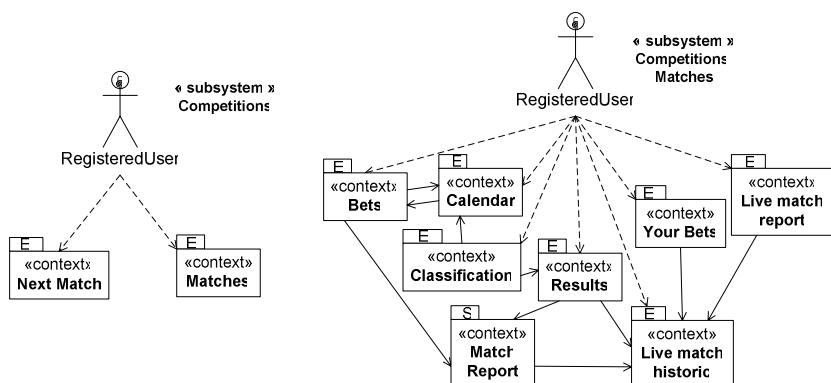 « subsystem »
Competitions
RegisteredUser
E
«context»
Next Match
E
«context»
Matches
« subsystem »
Competitions
Matches
RegisteredUser
E
«context»
Bets
E
«context»
Calendar
E
«context»
Live match
report
E
«context»
Your Bets
E
«context»
Classification
E
«context»
Results
S
«context»
Match
Report
E
«context»
Live match
historic